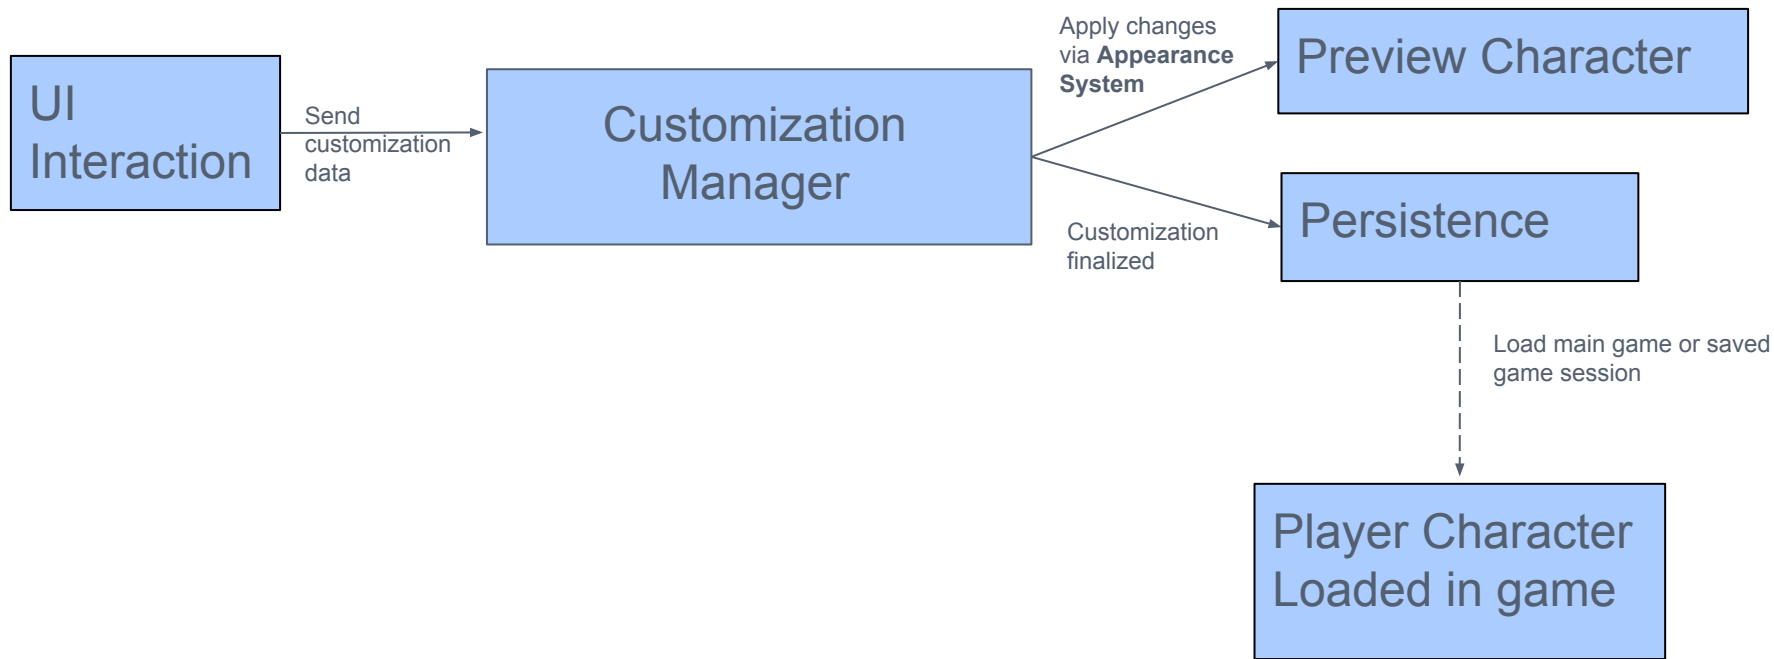 UI
Interaction
Send
customization
data
Customization
Manager
Apply changes
via Appearance
System
Preview Character
Customization
finalized
Persistence
Load main game or saved
game session
Player Character
Loaded in game